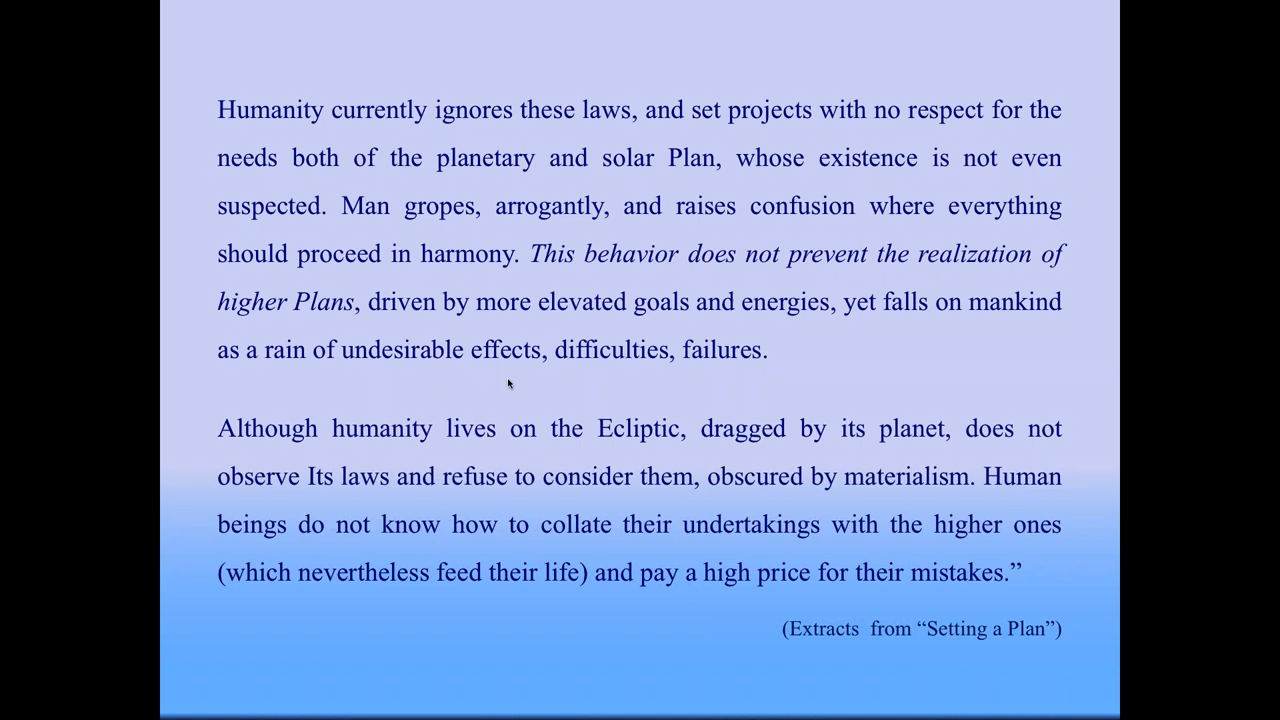 Humanity currently ignores these laws, and set projects with no respect for the
needs both of the planetary and solar Plan, whose existence is not even
suspected. Man gropes, arrogantly, and raises confusion where everything
should proceed in harmony. This behavior does not prevent the realization of
higher Plans, driven by more elevated goals and energies, yet falls on mankind
as a rain of undesirable effects, difficulties, failures.
Although humanity lives on the Ecliptic, dragged by its planet, does not
observe Its laws and refuse to consider them, obscured by materialism. Human
beings do not know how to collate their undertakings with the higher ones
(which nevertheless feed their life) and pay a high price for their mistakes.”
(Extracts from “Setting a Plan”)